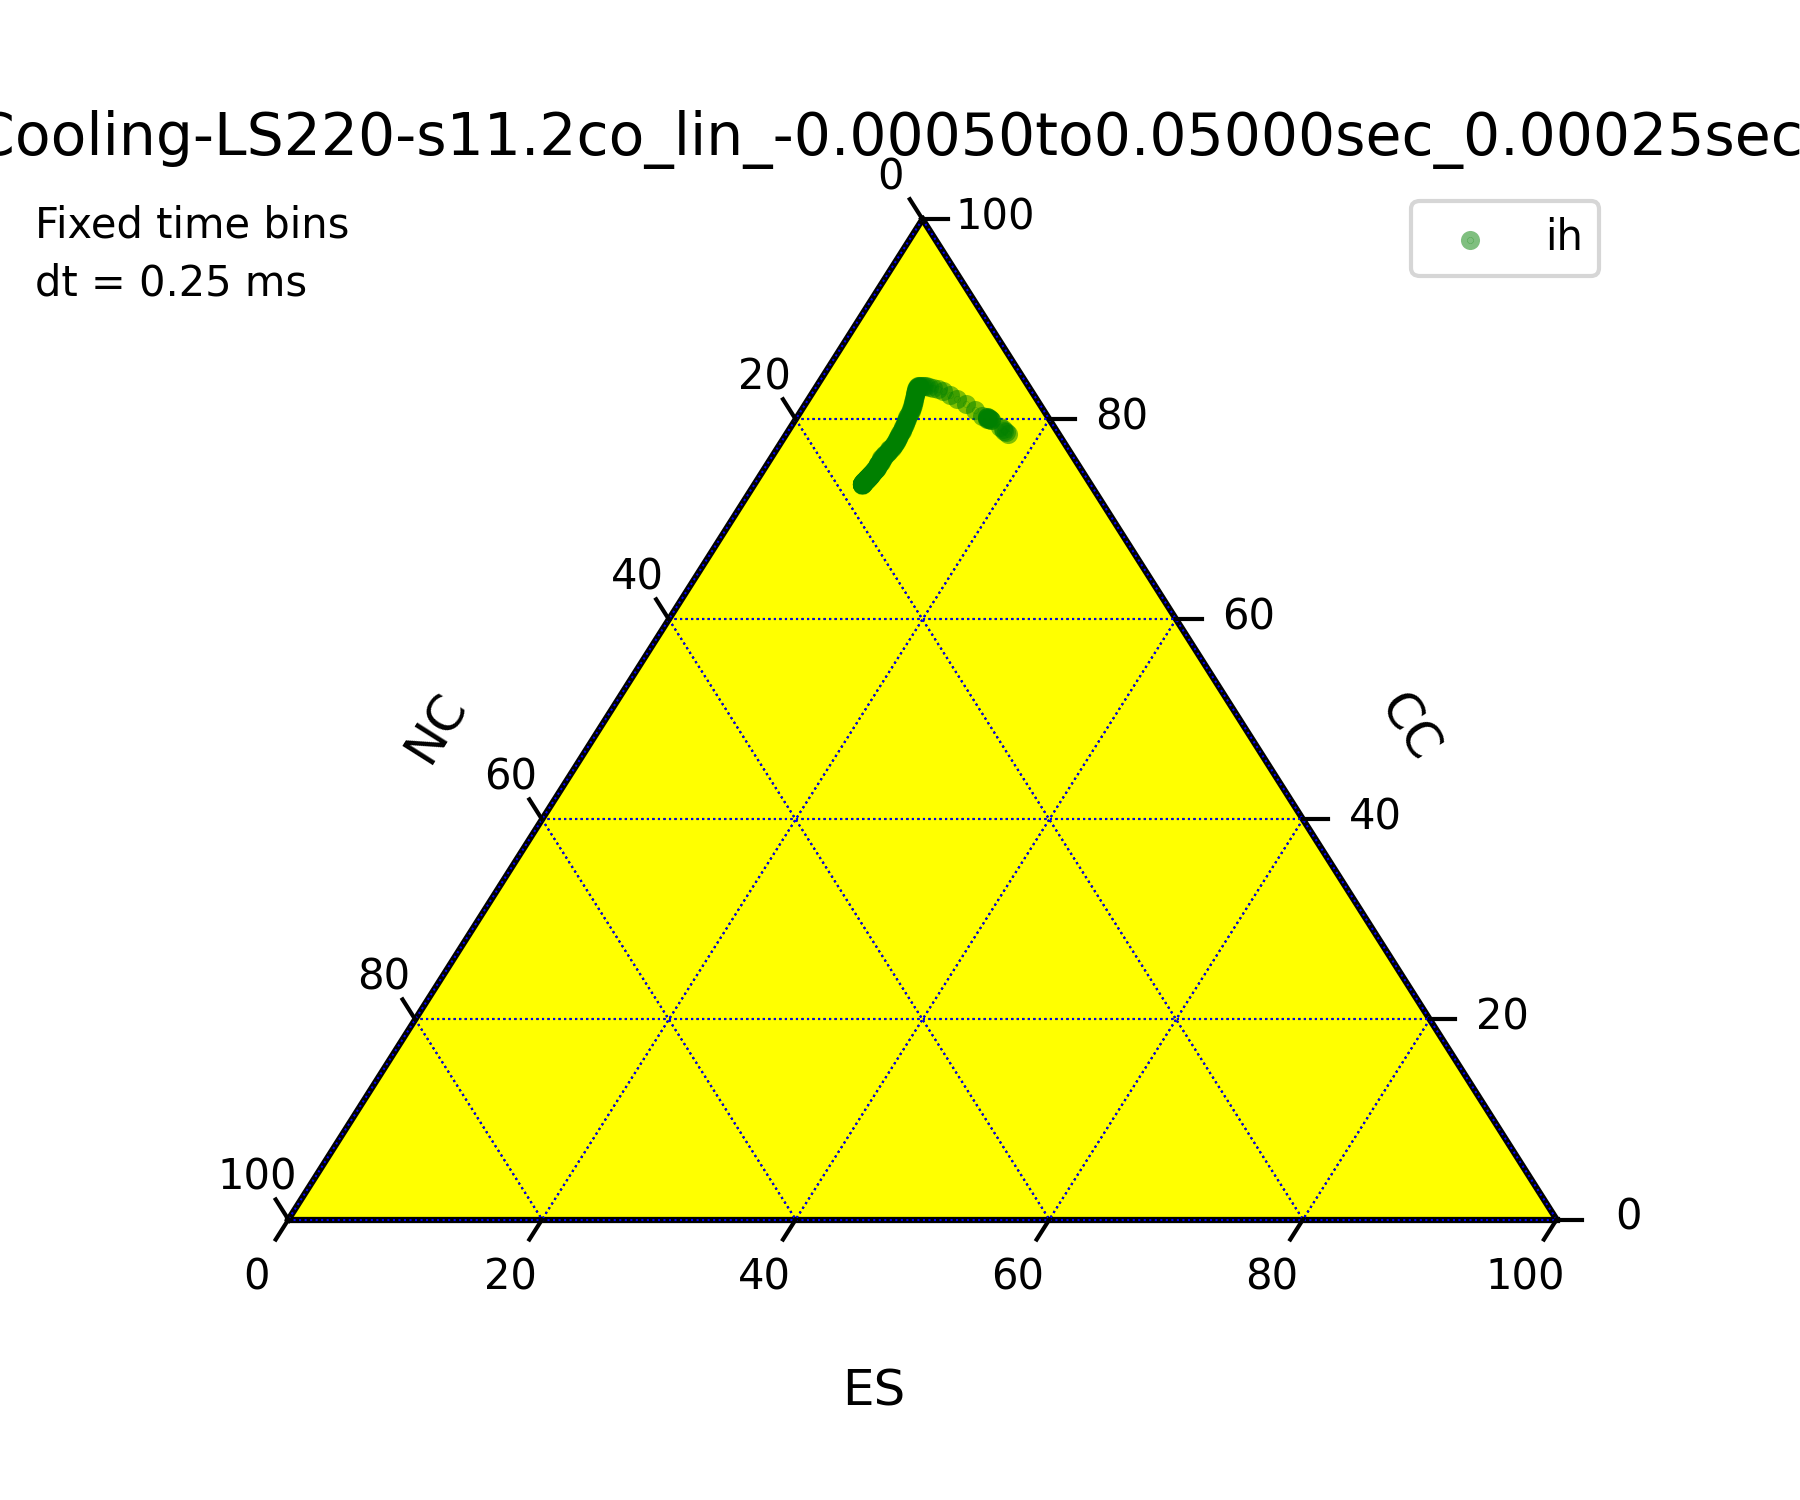 Cooling-LS220-s11.2co_lin_-0.00050to0.05000sec_0.00025sec
Fixed time bins
dt = 0.25 ms
ih
0
100
20
80
40
60
NC
CC
60
40
80
20
100
0
0 20 40 60 80 100
ES